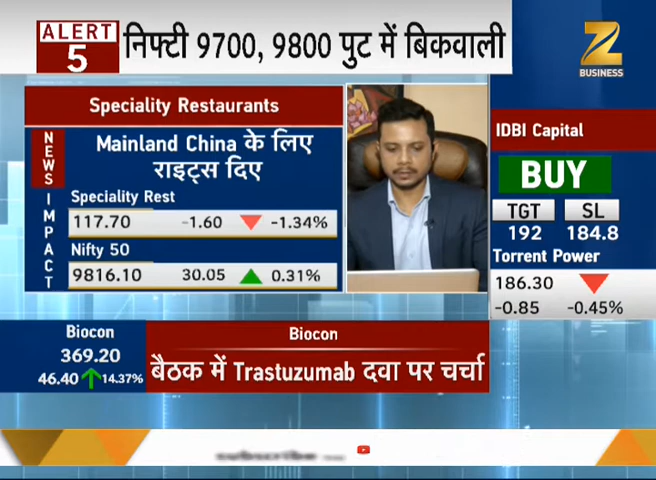 ALERT
5
निफ्टी 9700, 9800 पुट में बिकवाली
Z
BUSINESS
Speciality Restaurants
NEWS IMPACT
Mainland China के लिए
राइट्स दिए
Speciality Rest
117.70 -1.60 -1.34%
Nifty 50
9816.10 30.05 0.31%
IDBI Capital
BUY
TGT SL
192 184.8
Torrent Power
186.30
-0.85 -0.45%
Biocon
369.20
46.40 14.37%
Biocon
बैठक में Trastuzumab दवा पर चर्चा